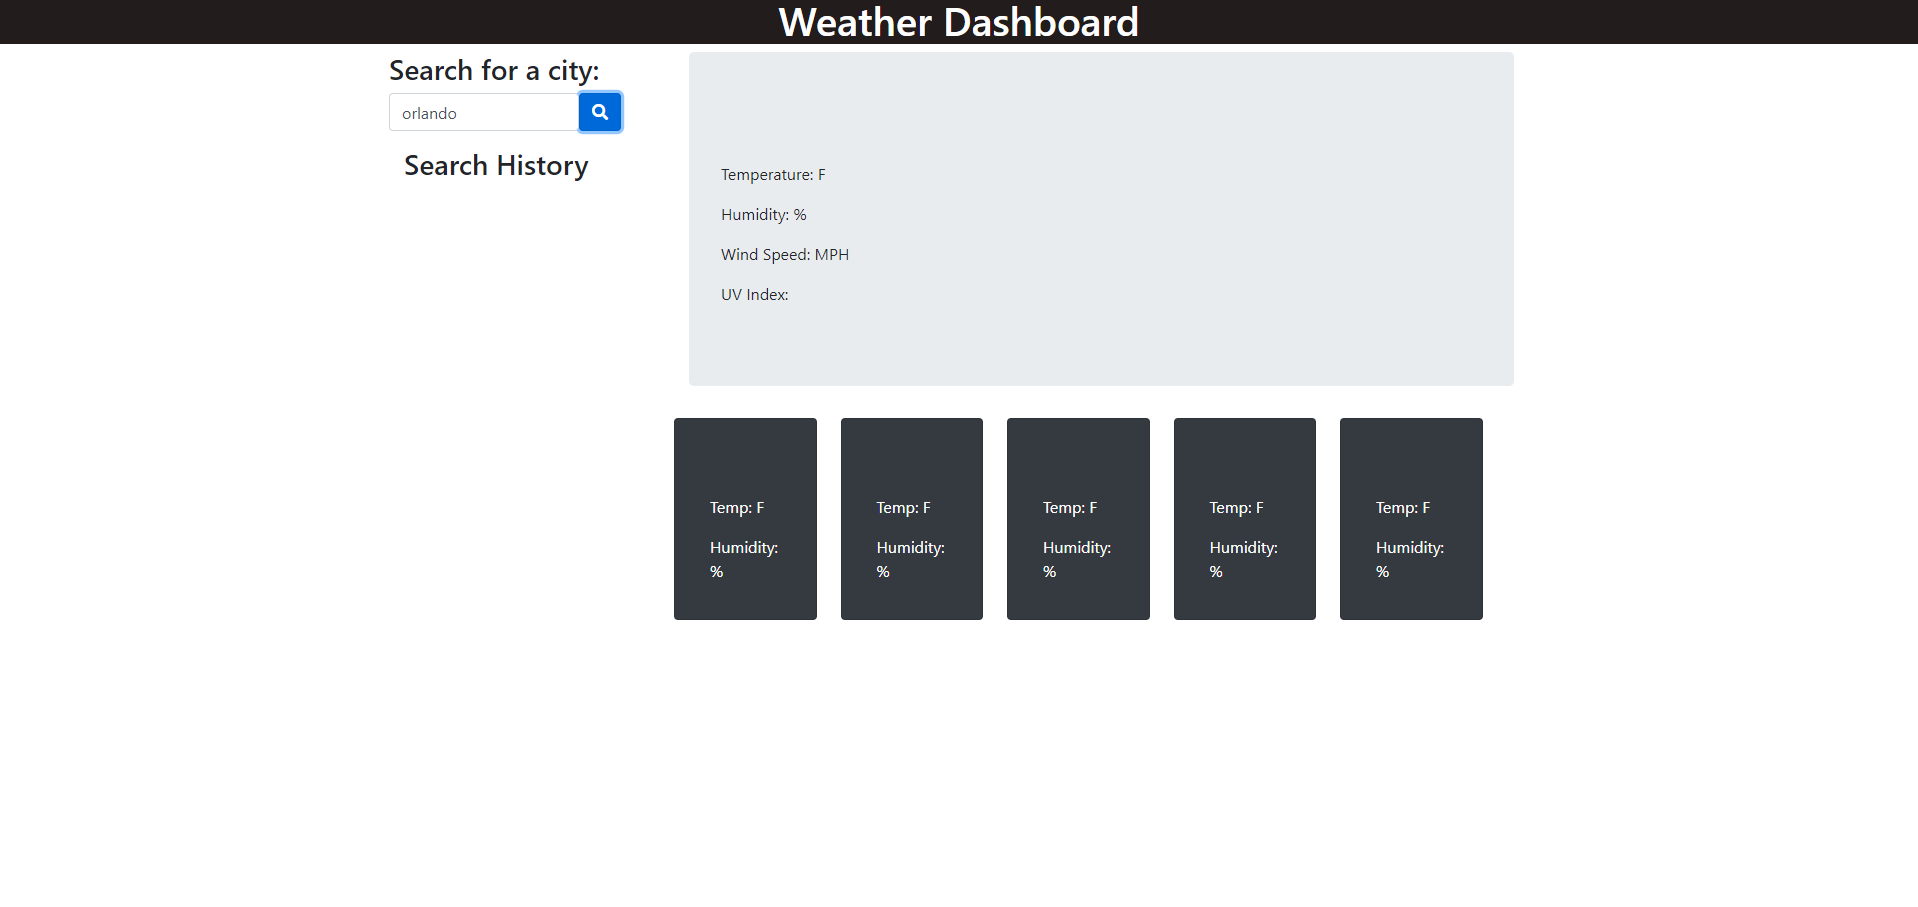 Weather Dashboard
Search for a city:
orlando
Search History
Temperature: F
Humidity: %
Wind Speed: MPH
UV Index:
Temp: F
Humidity:
%
Temp: F
Humidity:
%
Temp: F
Humidity:
%
Temp: F
Humidity:
%
Temp: F
Humidity:
%